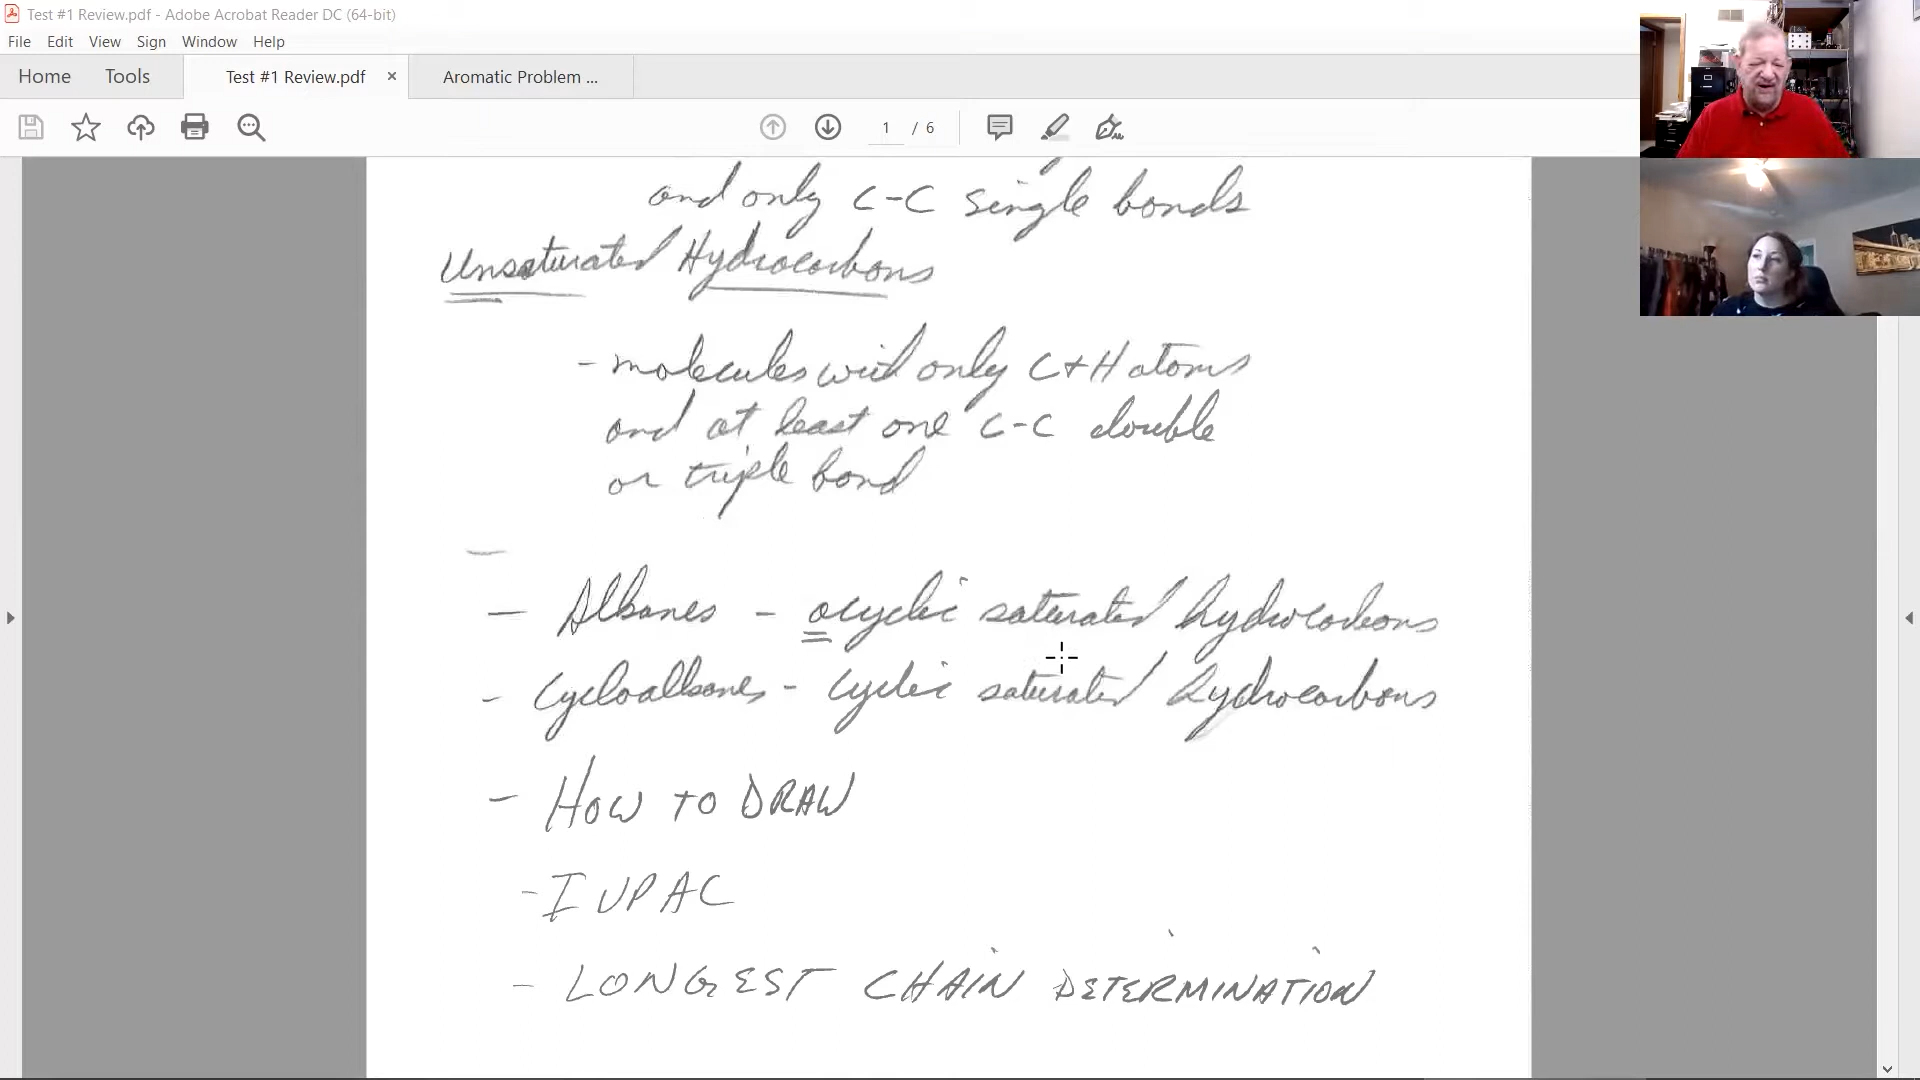 Test #1 Review.pdf - Adobe Acrobat Reader DC (64-bit)
File Edit View Sign Window Help
Home Tools Test #1 Review.pdf × Aromatic Problem ...
1 / 6
and only C-C single bonds
Unsaturated Hydrocarbons
- molecules with only C + H atoms
and at least one C-C double
or triple bond
-
- Alkanes - acyclic saturated hydrocarbons
- Cycloalkanes - cyclic saturated hydrocarbons
- HOW TO DRAW
- IUPAC
- LONGEST CHAIN DETERMINATION